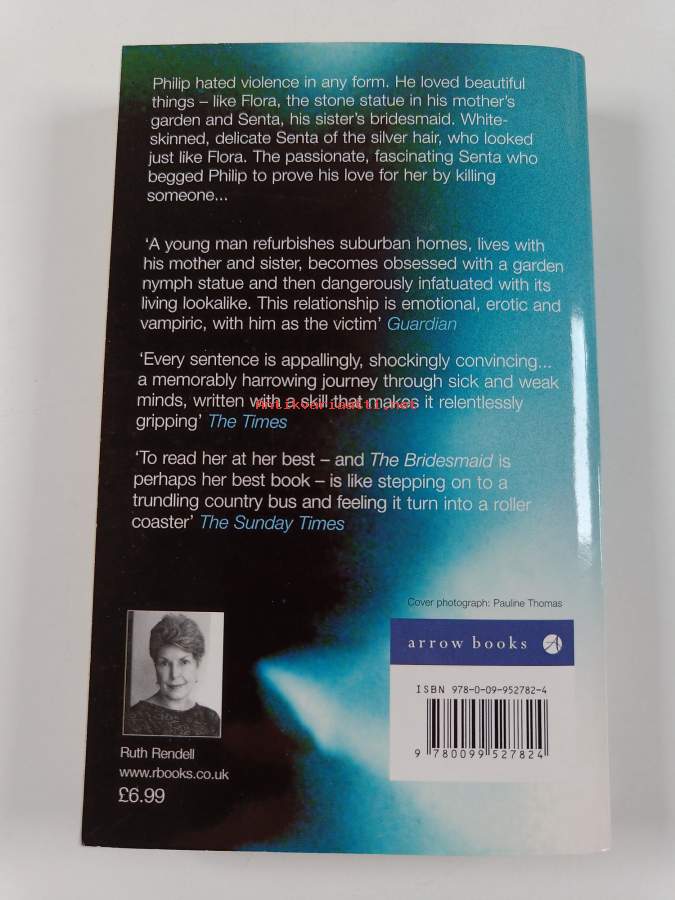 Philip hated violence in any form. He loved beautiful
things – like Flora, the stone statue in his mother's
garden and Senta, his sister's bridesmaid. White-
skinned, delicate Senta of the silver hair, who looked
just like Flora. The passionate, fascinating Senta who
begged Philip to prove his love for her by killing
someone...
'A young man refurbishes suburban homes, lives with
his mother and sister, becomes obsessed with a garden
nymph statue and then dangerously infatuated with its
living lookalike. This relationship is emotional, erotic and
vampiric, with him as the victim' Guardian
'Every sentence is appallingly, shockingly convincing...
a memorably harrowing journey through sick and weak
minds, written with a skill that makes it relentlessly
gripping' The Times
Antikvariaatti.net
'To read her at her best – and The Bridesmaid is
perhaps her best book – is like stepping on to a
trundling country bus and feeling it turn into a roller
coaster' The Sunday Times
Cover photograph: Pauline Thomas
arrow books A
ISBN 978-0-09-952782-4
9 780099 527824
Ruth Rendell
www.rbooks.co.uk
£6.99